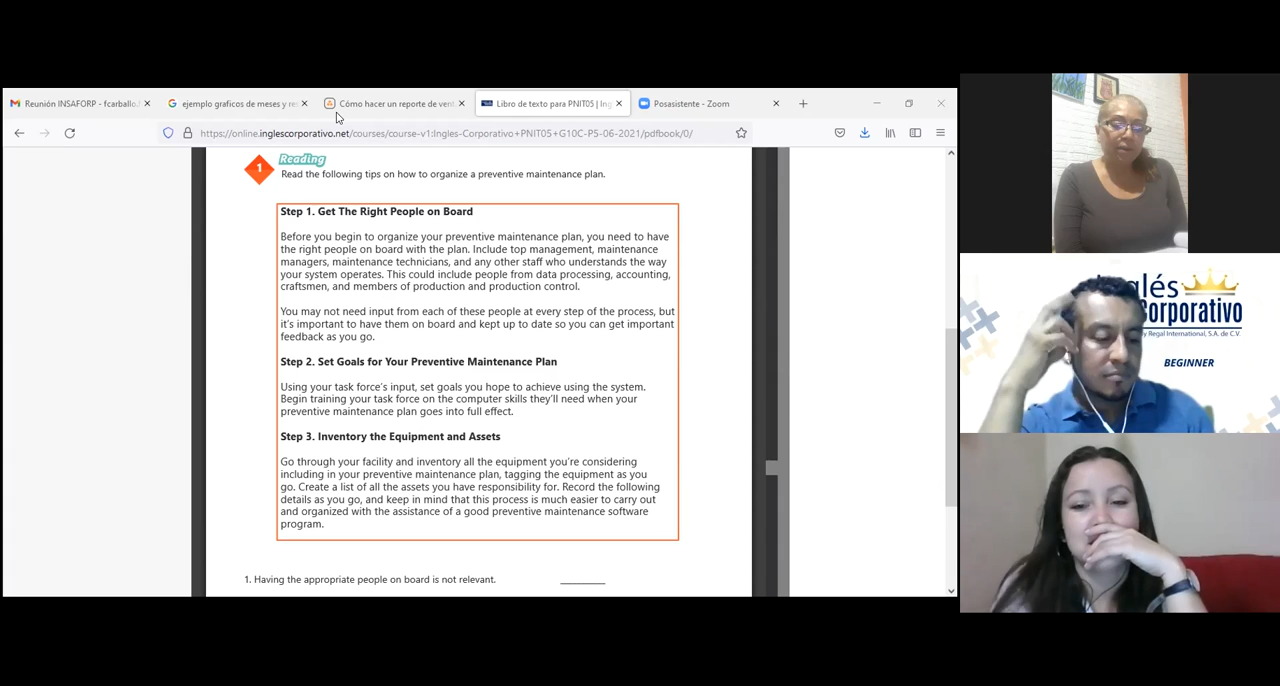 Reunión INSAFORP - fcarballo.
ejemplo graficos de meses y re
Cómo hacer un reporte de ven
Libro de texto para PNIT05 | Ing
Posasistente - Zoom
https://online.inglescorporativo.net/courses/course-v1:Ingles-Corporativo+PNIT05+G10C-P5-06-2021/pdfbook/0/
1
Reading
Read the following tips on how to organize a preventive maintenance plan.
Step 1. Get The Right People on Board
Before you begin to organize your preventive maintenance plan, you need to have
the right people on board with the plan. Include top management, maintenance
managers, maintenance technicians, and any other staff who understands the way
your system operates. This could include people from data processing, accounting,
craftsmen, and members of production and production control.
You may not need input from each of these people at every step of the process, but
it's important to have them on board and kept up to date so you can get important
feedback as you go.
Step 2. Set Goals for Your Preventive Maintenance Plan
Using your task force's input, set goals you hope to achieve using the system.
Begin training your task force on the computer skills they'll need when your
preventive maintenance plan goes into full effect.
Step 3. Inventory the Equipment and Assets
Go through your facility and inventory all the equipment you're considering
including in your preventive maintenance plan, tagging the equipment as you
go. Create a list of all the assets you have responsibility for. Record the following
details as you go, and keep in mind that this process is much easier to carry out
and organized with the assistance of a good preventive maintenance software
program.
1. Having the appropriate people on board is not relevant. ________
glés
orporativo
y Regal International, S.A. de C.V.
BEGINNER